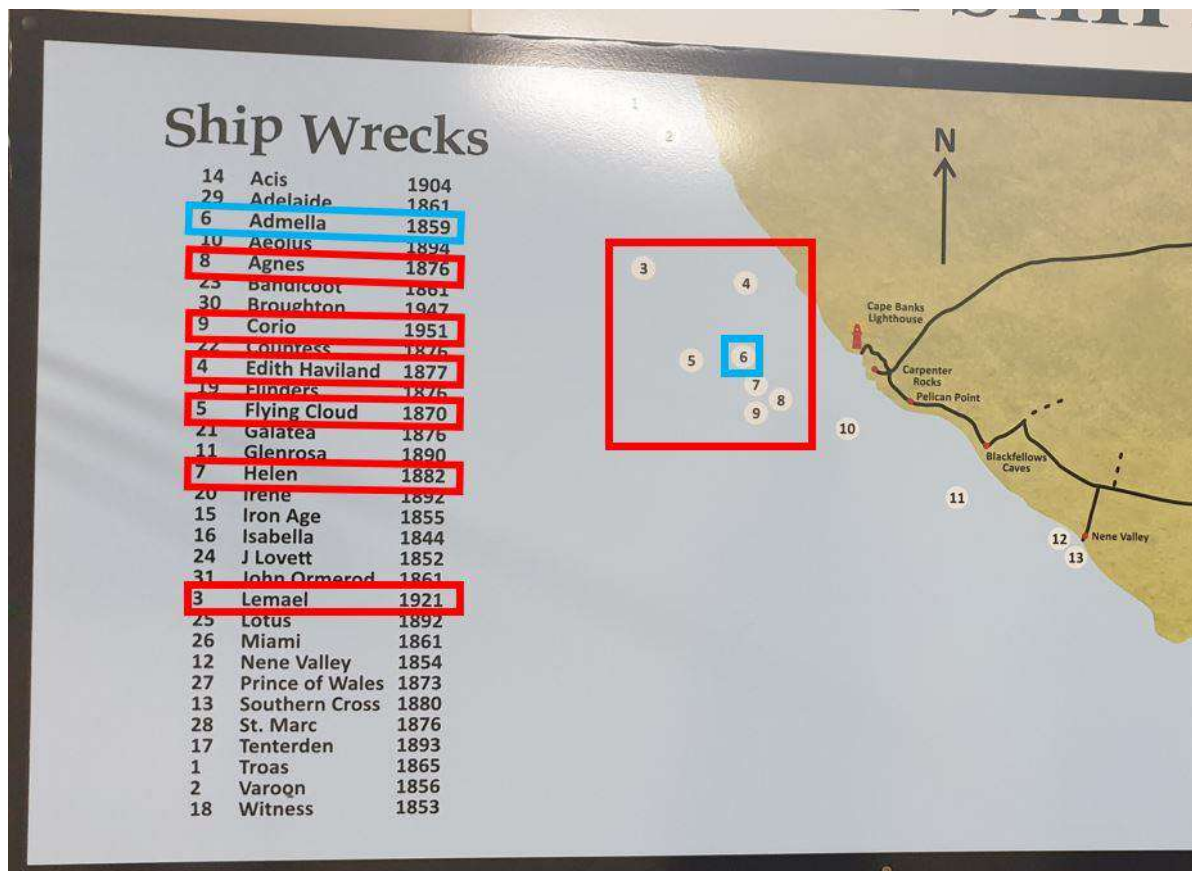 Ship Wrecks
14 Acis 1904
29 Adelaide 1861
6 Admella 1859
10 Aeolus 1894
8 Agnes 1876
23 Bandicoot 1861
30 Broughton 1947
9 Corio 1951
22 Countess 1876
4 Edith Haviland 1877
19 Flinders 1876
5 Flying Cloud 1870
21 Galatea 1876
11 Glenrosa 1890
7 Helen 1882
20 Irene 1892
15 Iron Age 1855
16 Isabella 1844
24 J Lovett 1852
31 John Ormerod 1861
3 Lemael 1921
25 Lotus 1892
26 Miami 1861
12 Nene Valley 1854
27 Prince of Wales 1873
13 Southern Cross 1880
28 St. Marc 1876
17 Tenterden 1893
1 Troas 1865
2 Varoon 1856
18 Witness 1853
1
2
N
3
4
Cape Banks
Lighthouse
5
6
Carpenter
Rocks
7
8
Pelican Point
9
10
Blackfellows
Caves
11
12
Nene Valley
13